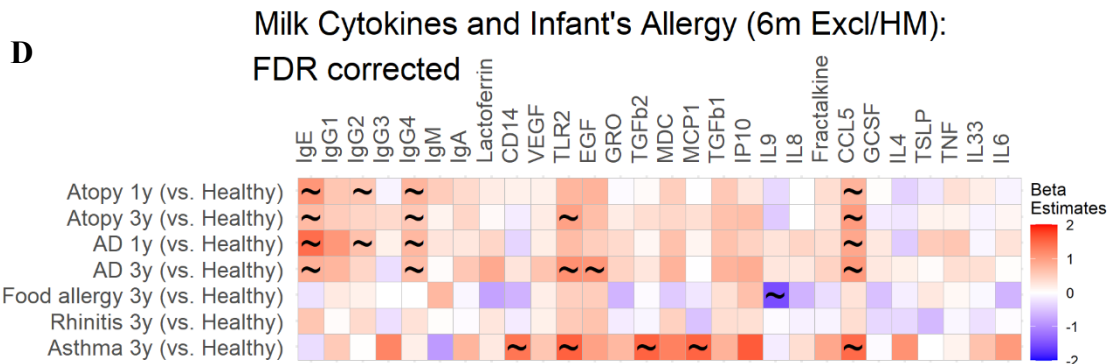 D
Milk Cytokines and Infant's Allergy (6m Excl/HM):
FDR corrected
IgE
IgG1
IgG2
IgG3
IgG4
IgM
IgA
Lactoferrin
CD14
VEGF
TLR2
EGF
GRO
TGFb2
MDC
MCP1
TGFb1
IP10
IL9
IL8
Fractalkine
CCL5
GCSF
IL4
TSLP
TNF
IL33
IL6
Atopy 1y (vs. Healthy) ~ ~ ~ ~
Atopy 3y (vs. Healthy) ~ ~ ~ ~
AD 1y (vs. Healthy) ~ ~ ~ ~
AD 3y (vs. Healthy) ~ ~ ~ ~ ~
Food allergy 3y (vs. Healthy) ~
Rhinitis 3y (vs. Healthy)
Asthma 3y (vs. Healthy) ~ ~ ~ ~ ~
Beta
Estimates
2
1
0
-1
-2